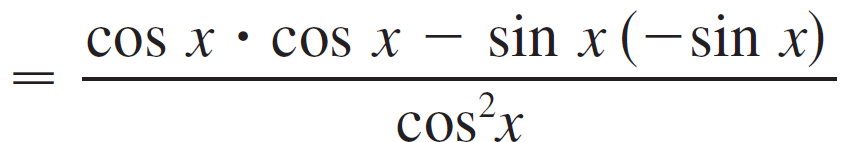 = cos x · cos x − sin x (−sin x) / cos²x